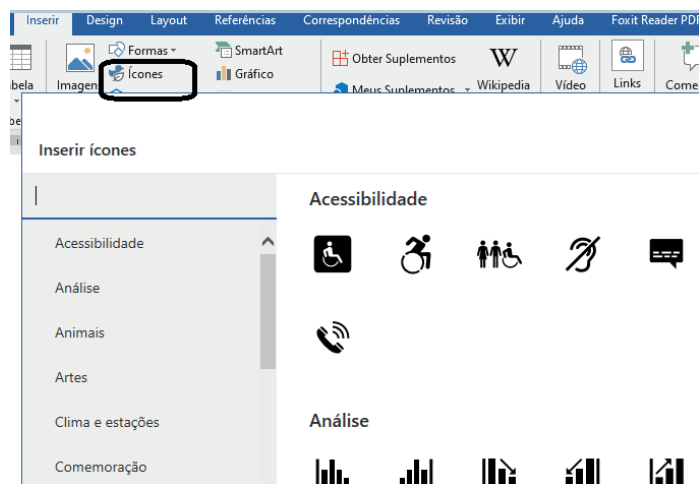 Inserir Design Layout Referências Correspondências Revisão Exibir Ajuda Foxit Reader PDF
Formas SmartArt Obter Suplementos W
Ícones Gráfico
Imagen Meus Suplementos Wikipedia Vídeo Links
Inserir ícones
Acessibilidade
Acessibilidade
Análise
Animais
Artes
Clima e estações
Comemoração
Análise